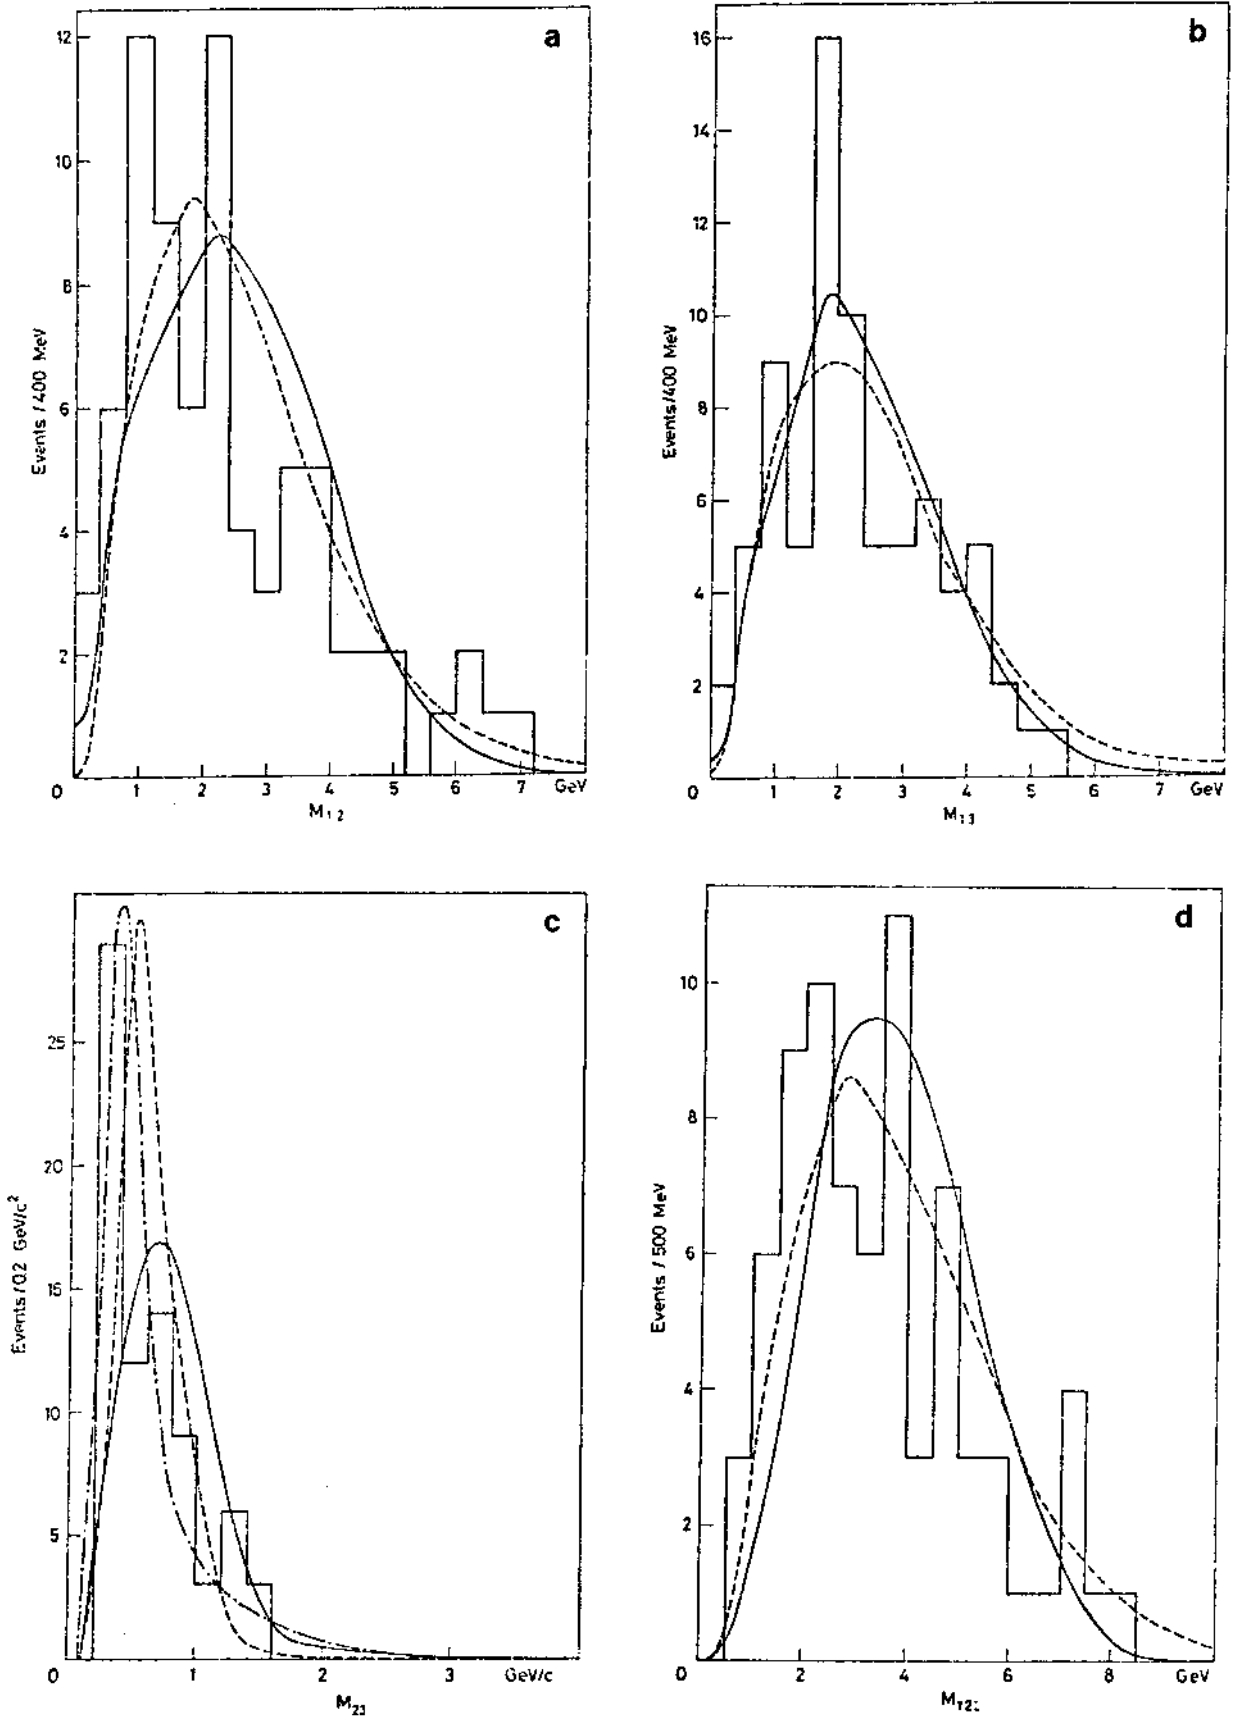 a
12
10
8
6
4
2
Events / 400 MeV
0 1 2 3 4 5 6 7 GeV
M12
b
16
14
12
10
8
6
4
2
Events/400 MeV
0 1 2 3 4 5 6 7 GeV
M13
c
25
20
15
10
5
Events/0.2 GeV/c²
0 1 2 3 GeV/c
M23
d
10
8
6
4
2
Events / 500 MeV
0 2 4 6 8 GeV